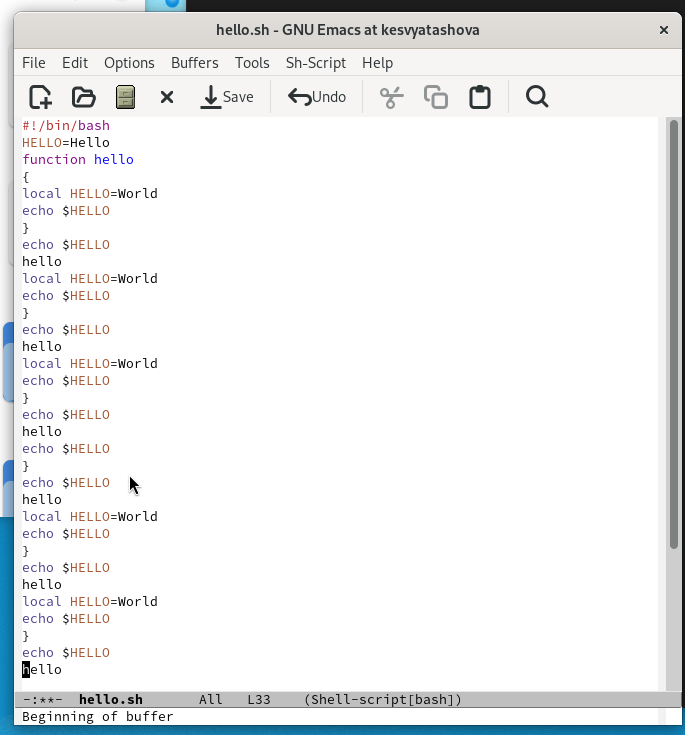 hello.sh - GNU Emacs at kesvyatashova
File Edit Options Buffers Tools Sh-Script Help
Save Undo
#!/bin/bash
HELLO=Hello
function hello
{
local HELLO=World
echo $HELLO
}
echo $HELLO
hello
local HELLO=World
echo $HELLO
}
echo $HELLO
hello
local HELLO=World
echo $HELLO
}
echo $HELLO
hello
echo $HELLO
}
echo $HELLO
hello
local HELLO=World
echo $HELLO
}
echo $HELLO
hello
local HELLO=World
echo $HELLO
}
echo $HELLO
hello
-:**- hello.sh All L33 (Shell-script[bash])
Beginning of buffer